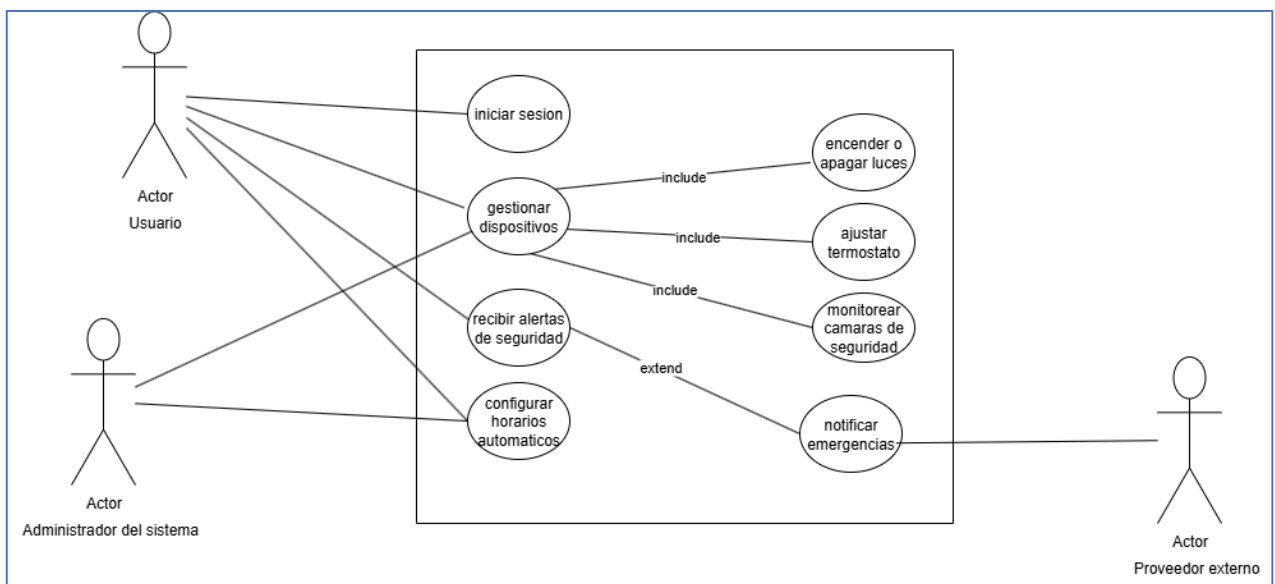 Actor
Usuario
iniciar sesion
gestionar
dispositivos
recibir alertas
de seguridad
configurar
horarios
automaticos
include
include
include
extend
encender o
apagar luces
ajustar
termostato
monitorear
camaras de
seguridad
notificar
emergencias
Actor
Administrador del sistema
Actor
Proveedor externo